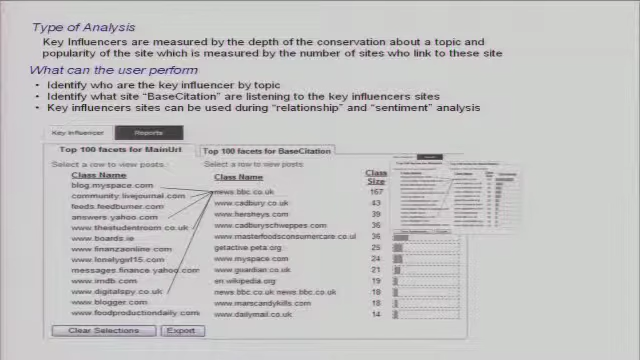 Type of Analysis
Key Influencers are measured by the depth of the conservation about a topic and
popularity of the site which is measured by the number of sites who link to these site
What can the user perform
• Identify who are the key influencer by topic
• Identify what site “BaseCitation” are listening to the key influencers sites
• Key influencers sites can be used during “relationship” and “sentiment” analysis
Key Influencer Reports
Top 100 facets for MainUrl
Select a row to view posts:
Class Name
blog.myspace.com
community.livejournal.com
feeds.feedburner.com
answers.yahoo.com
www.thestudentroom.co.uk
www.boards.ie
www.finanzaonline.com
www.lonelygirl15.com
messages.finance.yahoo.com
www.imdb.com
www.digitalspy.co.uk
www.blogger.com
www.foodproductiondaily.com
Top 100 facets for BaseCitation
Select a row to view posts:
Class Name Class Size
news.bbc.co.uk 167
www.cadbury.co.uk 43
www.hersheys.com 39
www.cadburyschweppes.com 36
www.masterfoodsconsumercare.co.ul 36
getactive.peta.org 25
www.myspace.com 24
www.guardian.co.uk 21
en.wikipedia.org 19
news.bbc.co.uk.news.bbc.co.uk 18
www.marscandykills.com 18
www.dailymail.co.uk 14
Clear Selections Export